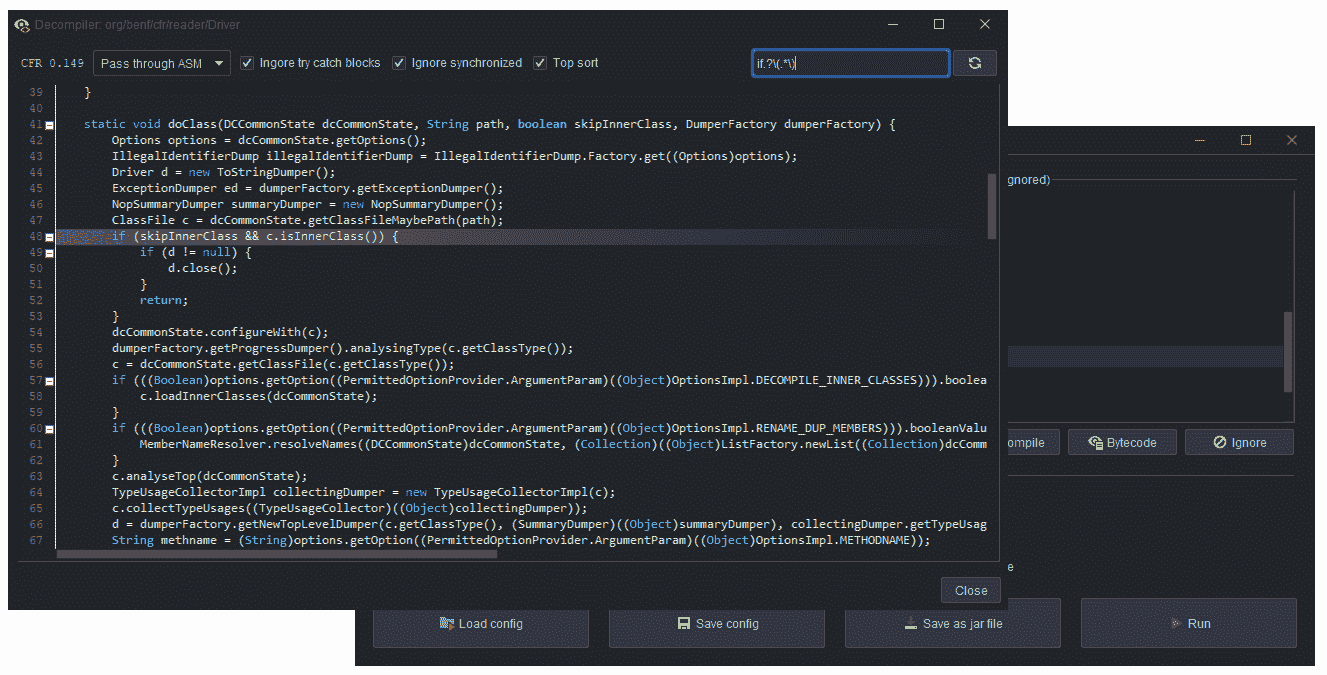 Decompiler: org/benf/cfr/reader/Driver
CFR 0.149 Pass through ASM Ingore try catch blocks Ignore synchronized Top sort if.?\(.*\)
39 }
40
41 static void doClass(DCCommonState dcCommonState, String path, boolean skipInnerClass, DumperFactory dumperFactory) {
42 Options options = dcCommonState.getOptions();
43 IllegalIdentifierDump illegalIdentifierDump = IllegalIdentifierDump.Factory.get((Options)options);
44 Driver d = new ToStringDumper();
45 ExceptionDumper ed = dumperFactory.getExceptionDumper();
46 NopSummaryDumper summaryDumper = new NopSummaryDumper();
47 ClassFile c = dcCommonState.getClassFileMaybePath(path);
48 if (skipInnerClass && c.isInnerClass()) {
49 if (d != null) {
50 d.close();
51 }
52 return;
53 }
54 dcCommonState.configureWith(c);
55 dumperFactory.getProgressDumper().analysingType(c.getClassType());
56 c = dcCommonState.getClassFile(c.getClassType());
57 if (((Boolean)options.getOption((PermittedOptionProvider.ArgumentParam)((Object)OptionsImpl.DECOMPILE_INNER_CLASSES))).boolea
58 c.loadInnerClasses(dcCommonState);
59 }
60 if (((Boolean)options.getOption((PermittedOptionProvider.ArgumentParam)((Object)OptionsImpl.RENAME_DUP_MEMBERS))).booleanValu
61 MemberNameResolver.resolveNames((DCCommonState)dcCommonState, (Collection)((Object)ListFactory.newList((Collection)dcComm
62 }
63 c.analyseTop(dcCommonState);
64 TypeUsageCollectorImpl collectingDumper = new TypeUsageCollectorImpl(c);
65 c.collectTypeUsages((TypeUsageCollector)((Object)collectingDumper));
66 d = dumperFactory.getNewTopLevelDumper(c.getClassType(), (SummaryDumper)((Object)summaryDumper), collectingDumper.getTypeUsag
67 String methname = (String)options.getOption((PermittedOptionProvider.ArgumentParam)((Object)OptionsImpl.METHODNAME));
Close
gnored)
ompile Bytecode Ignore
e
Load config Save config Save as jar file Run